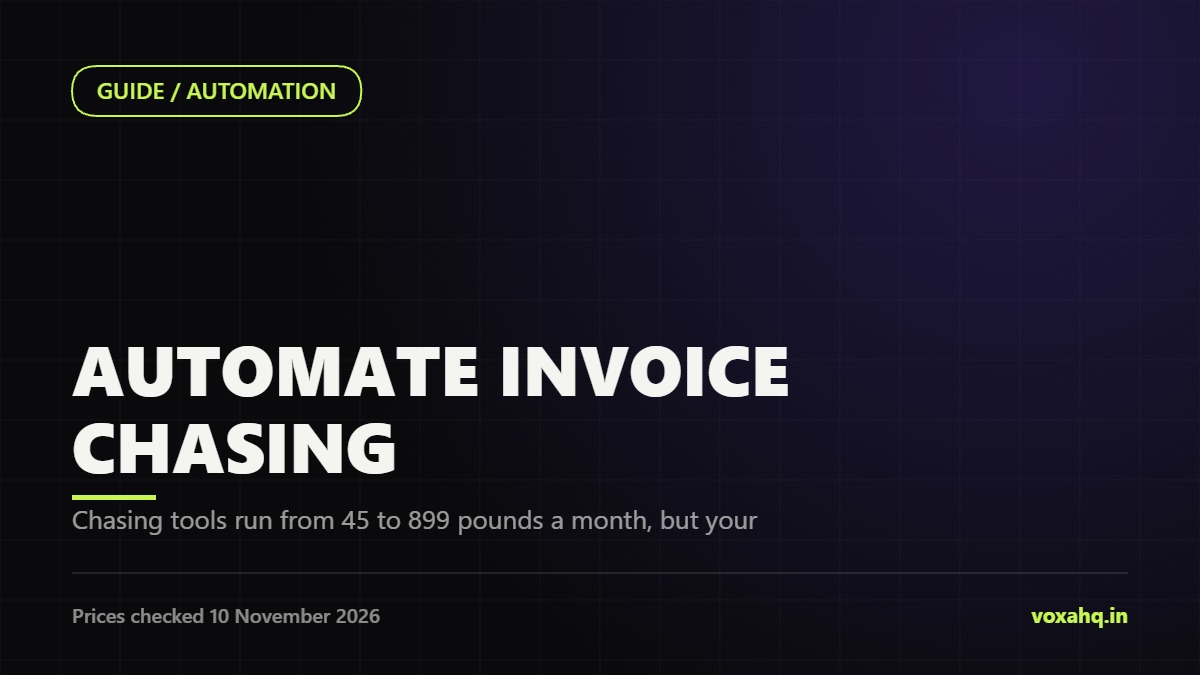 GUIDE / AUTOMATION
AUTOMATE INVOICE
CHASING
Chasing tools run from 45 to 899 pounds a month, but your
Prices checked 10 November 2026
voxahq.in